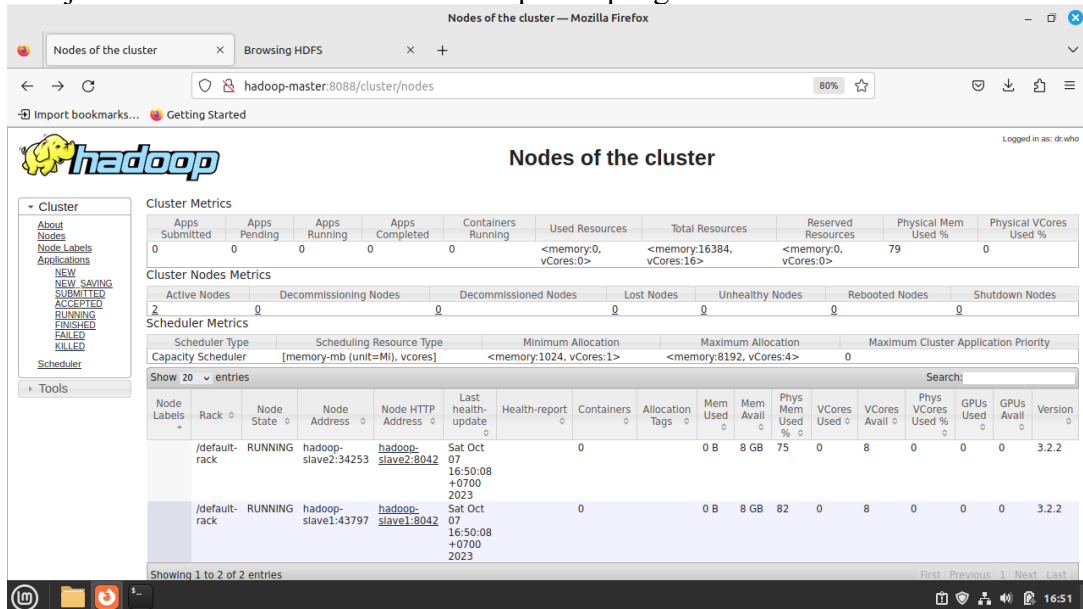 Nodes of the cluster — Mozilla Firefox
Nodes of the cluster
Browsing HDFS
hadoop-master:8088/cluster/nodes
80%
Import bookmarks...
Getting Started
Logged in as: dr.who
hadoop
Nodes of the cluster
Cluster
About
Nodes
Node Labels
Applications
NEW
NEW_SAVING
SUBMITTED
ACCEPTED
RUNNING
FINISHED
FAILED
KILLED
Scheduler
Tools
Cluster Metrics
Apps Submitted Apps Pending Apps Running Apps Completed Containers Running Used Resources Total Resources Reserved Resources Physical Mem Used % Physical VCores Used %
0 0 0 0 0 <memory:0, vCores:0> <memory:16384, vCores:16> <memory:0, vCores:0> 79 0
Cluster Nodes Metrics
Active Nodes Decommissioning Nodes Decommissioned Nodes Lost Nodes Unhealthy Nodes Rebooted Nodes Shutdown Nodes
2 0 0 0 0 0 0
Scheduler Metrics
Scheduler Type Scheduling Resource Type Minimum Allocation Maximum Allocation Maximum Cluster Application Priority
Capacity Scheduler [memory-mb (unit=Mi), vcores] <memory:1024, vCores:1> <memory:8192, vCores:4> 0
Show 20 entries Search:
Node Labels Rack Node State Node Address Node HTTP Address Last health-update Health-report Containers Allocation Tags Mem Used Mem Avail Phys Mem Used % VCores Used VCores Avail Phys VCores Used % GPUs Used GPUs Avail Version
/default-rack RUNNING hadoop-slave2:34253 hadoop-slave2:8042 Sat Oct 07 16:50:08 +0700 2023 0 0 B 8 GB 75 0 8 0 0 0 3.2.2
/default-rack RUNNING hadoop-slave1:43797 hadoop-slave1:8042 Sat Oct 07 16:50:08 +0700 2023 0 0 B 8 GB 82 0 8 0 0 0 3.2.2
Showing 1 to 2 of 2 entries First Previous 1 Next Last
16:51